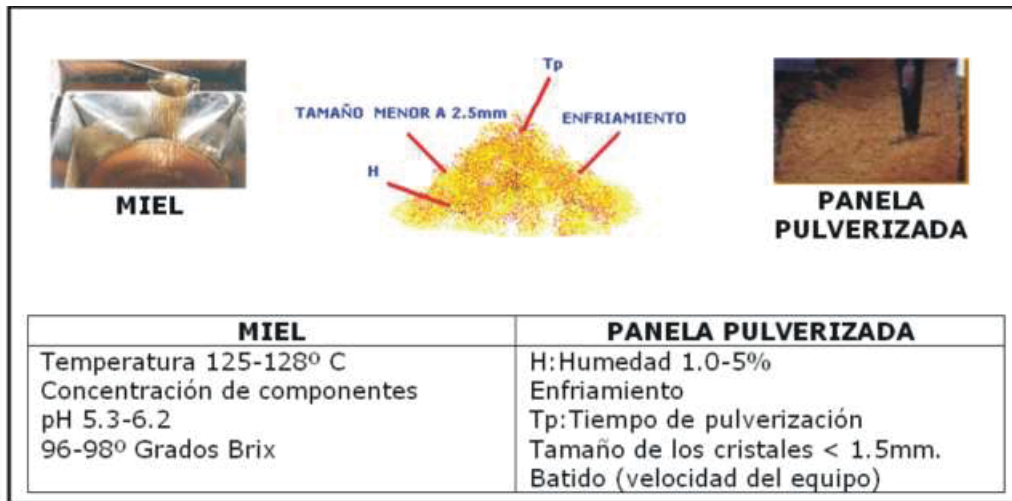 Tp
TAMAÑO MENOR A 2.5mm
ENFRIAMIENTO
H
MIEL
PANELA
PULVERIZADA
MIEL
PANELA PULVERIZADA
Temperatura 125-128º C
Concentración de componentes
pH 5.3-6.2
96-98º Grados Brix
H:Humedad 1.0-5%
Enfriamiento
Tp:Tiempo de pulverización
Tamaño de los cristales < 1.5mm.
Batido (velocidad del equipo)